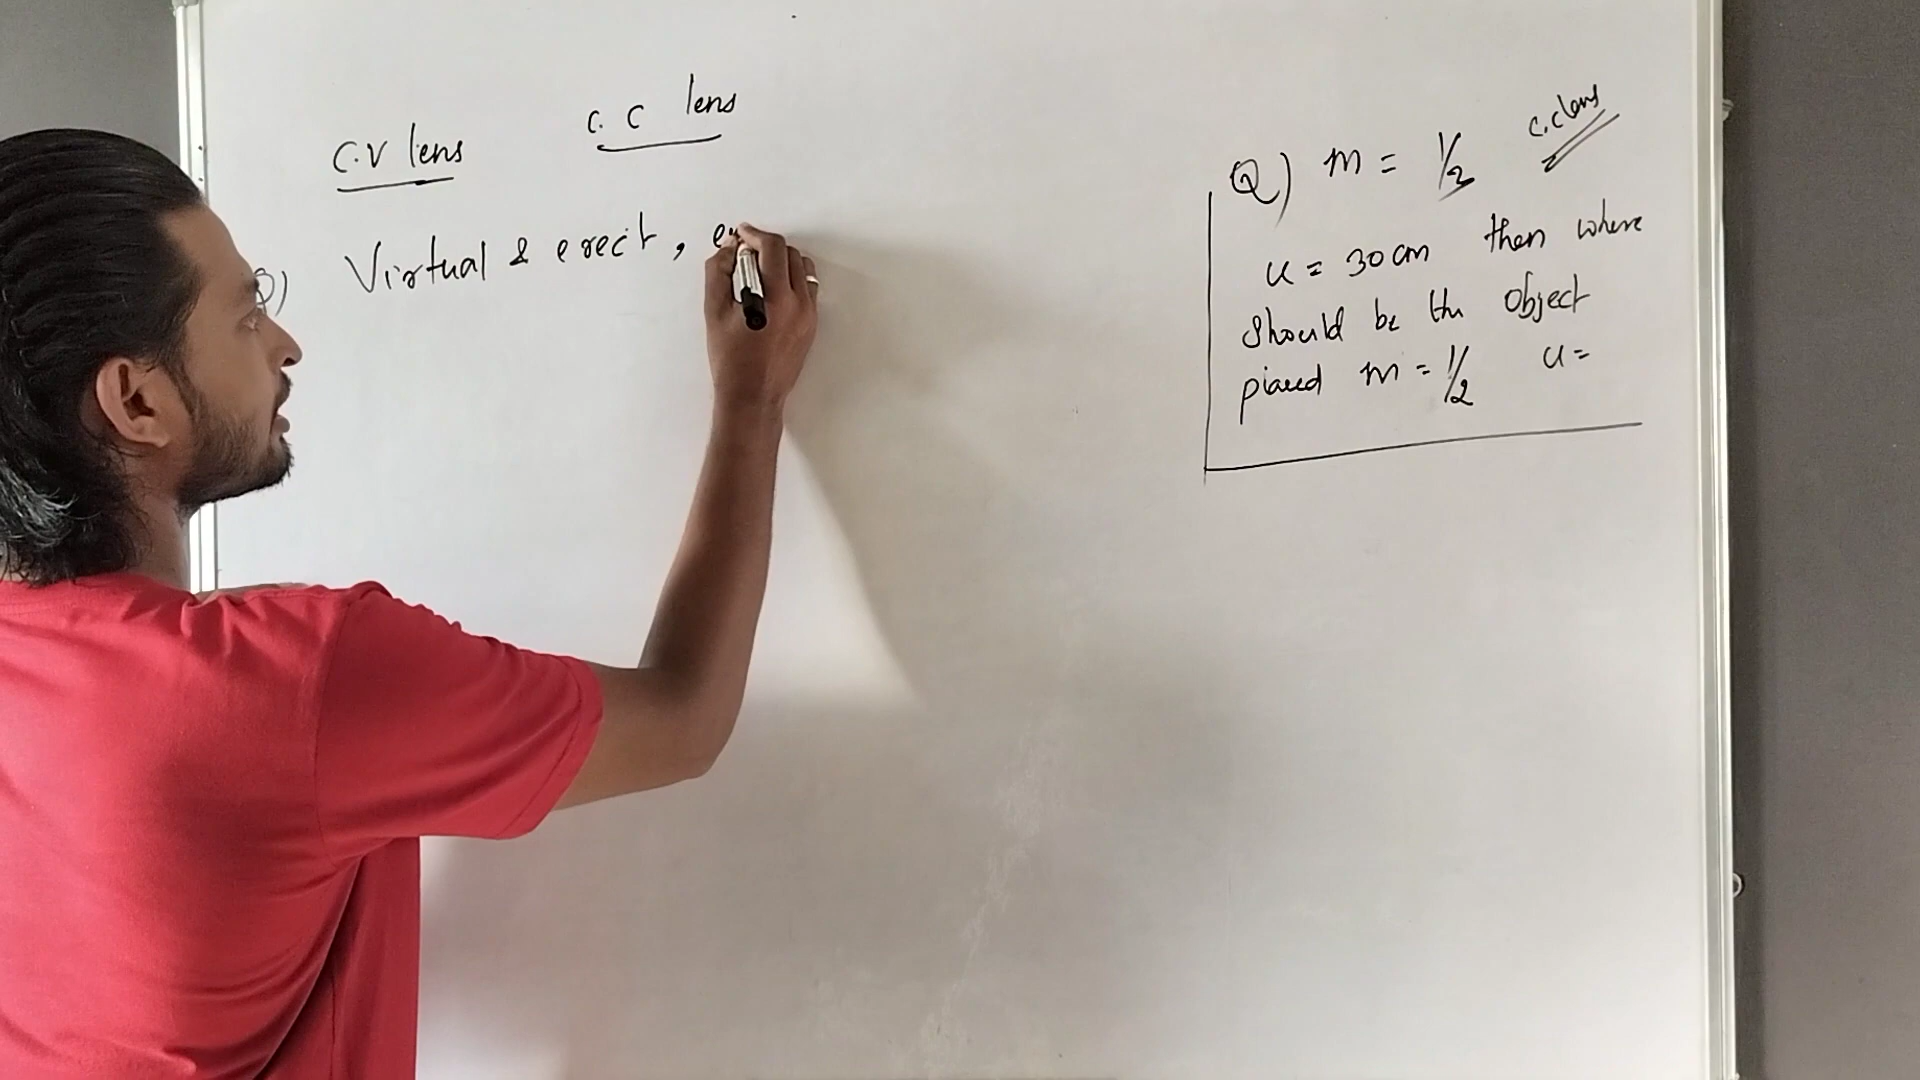 C.V lens
C.C lens
Q) Virtual & erect,
Q) m = 1/2
C.C lens
u = 30 cm then where
should be the object
placed m = 1/2 u =